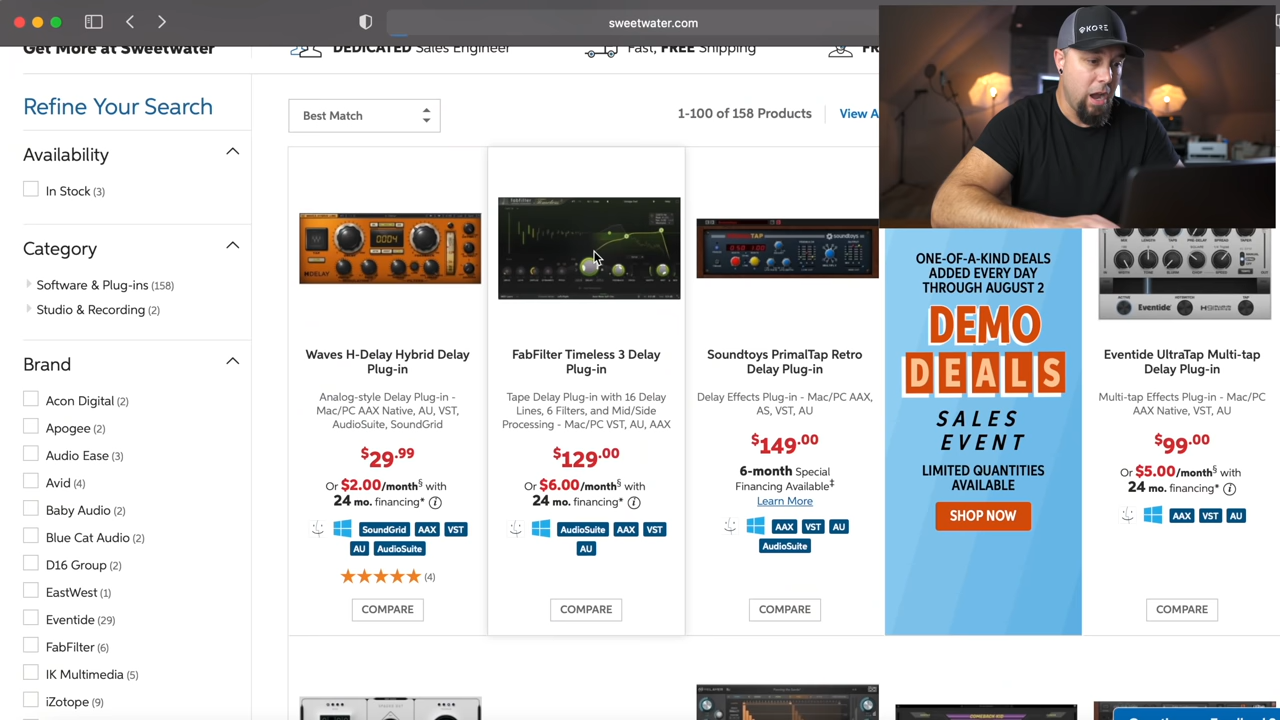 sweetwater.com
KORE
Get More at Sweetwater
DEDICATED Sales Engineer
Fast, FREE Shipping
Refine Your Search
Availability
In Stock (3)
Category
Software & Plug-ins (158)
Studio & Recording (2)
Brand
Acon Digital (2)
Apogee (2)
Audio Ease (3)
Avid (4)
Baby Audio (2)
Blue Cat Audio (2)
D16 Group (2)
EastWest (1)
Eventide (29)
FabFilter (6)
IK Multimedia (5)
iZotope (9)
Best Match
1-100 of 158 Products
View A
Waves H-Delay Hybrid Delay
Plug-in
Analog-style Delay Plug-in -
Mac/PC AAX Native, AU, VST,
AudioSuite, SoundGrid
$29.99
Or $2.00/month§ with
24 mo. financing* i
SoundGrid AAX VST
AU AudioSuite
(4)
COMPARE
FabFilter Timeless 3 Delay
Plug-in
Tape Delay Plug-in with 16 Delay
Lines, 6 Filters, and Mid/Side
Processing - Mac/PC VST, AU, AAX
$129.00
Or $6.00/month§ with
24 mo. financing* i
AudioSuite AAX VST
AU
COMPARE
Soundtoys PrimalTap Retro
Delay Plug-in
Delay Effects Plug-in - Mac/PC AAX,
AS, VST, AU
$149.00
6-month Special
Financing Available‡
Learn More
AAX VST AU
AudioSuite
COMPARE
ONE-OF-A-KIND DEALS
ADDED EVERY DAY
THROUGH AUGUST 2
DEMO
DEALS
SALES
EVENT
LIMITED QUANTITIES
AVAILABLE
SHOP NOW
Eventide
Eventide UltraTap Multi-tap
Delay Plug-in
Multi-tap Effects Plug-in - Mac/PC
AAX Native, VST, AU
$99.00
Or $5.00/month§ with
24 mo. financing* i
AAX VST AU
COMPARE